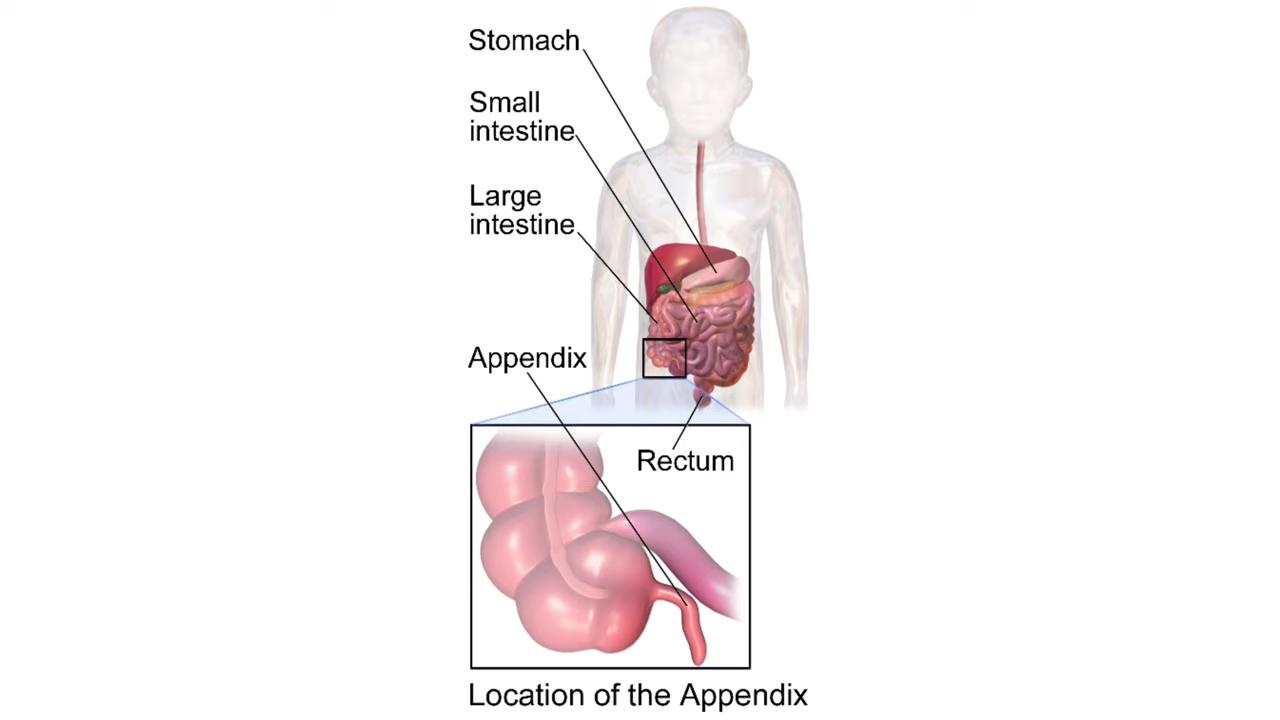 Stomach
Small
intestine
Large
intestine
Appendix
Rectum
Location of the Appendix